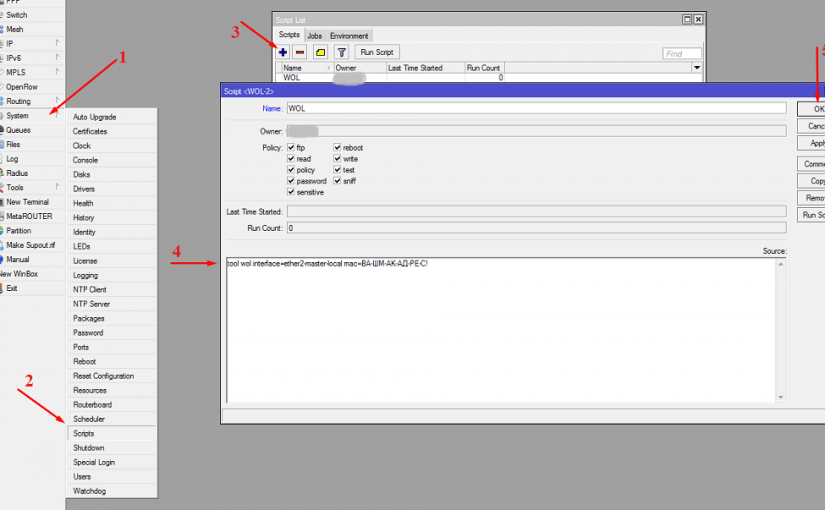 PPP
Switch
Mesh
IP
IPv6
MPLS
OpenFlow
Routing
System
Queues
Files
Log
Radius
Tools
New Terminal
MetaROUTER
Partition
Make Supout.rif
Manual
New WinBox
Exit
1
2
Auto Upgrade
Certificates
Clock
Console
Disks
Drivers
Health
History
Identity
LEDs
License
Logging
NTP Client
NTP Server
Packages
Password
Ports
Reboot
Reset Configuration
Resources
Routerboard
Scheduler
Scripts
Shutdown
Special Login
Users
Watchdog
3
Script List
Scripts Jobs Environment
Run Script Find
Name / Owner Last Time Started Run Count
WOL 0
Script <WOL-2>
Name: WOL
Owner:
Policy: ftp reboot
read write
policy test
password sniff
sensitive
Last Time Started:
Run Count: 0
Source:
4
tool wol interface=ether2-master-local mac=ВА-ШМ-АК-АД-РЕ-С!
5
OK
Canc
Apply
Comme
Copy
Remo
Run Sc